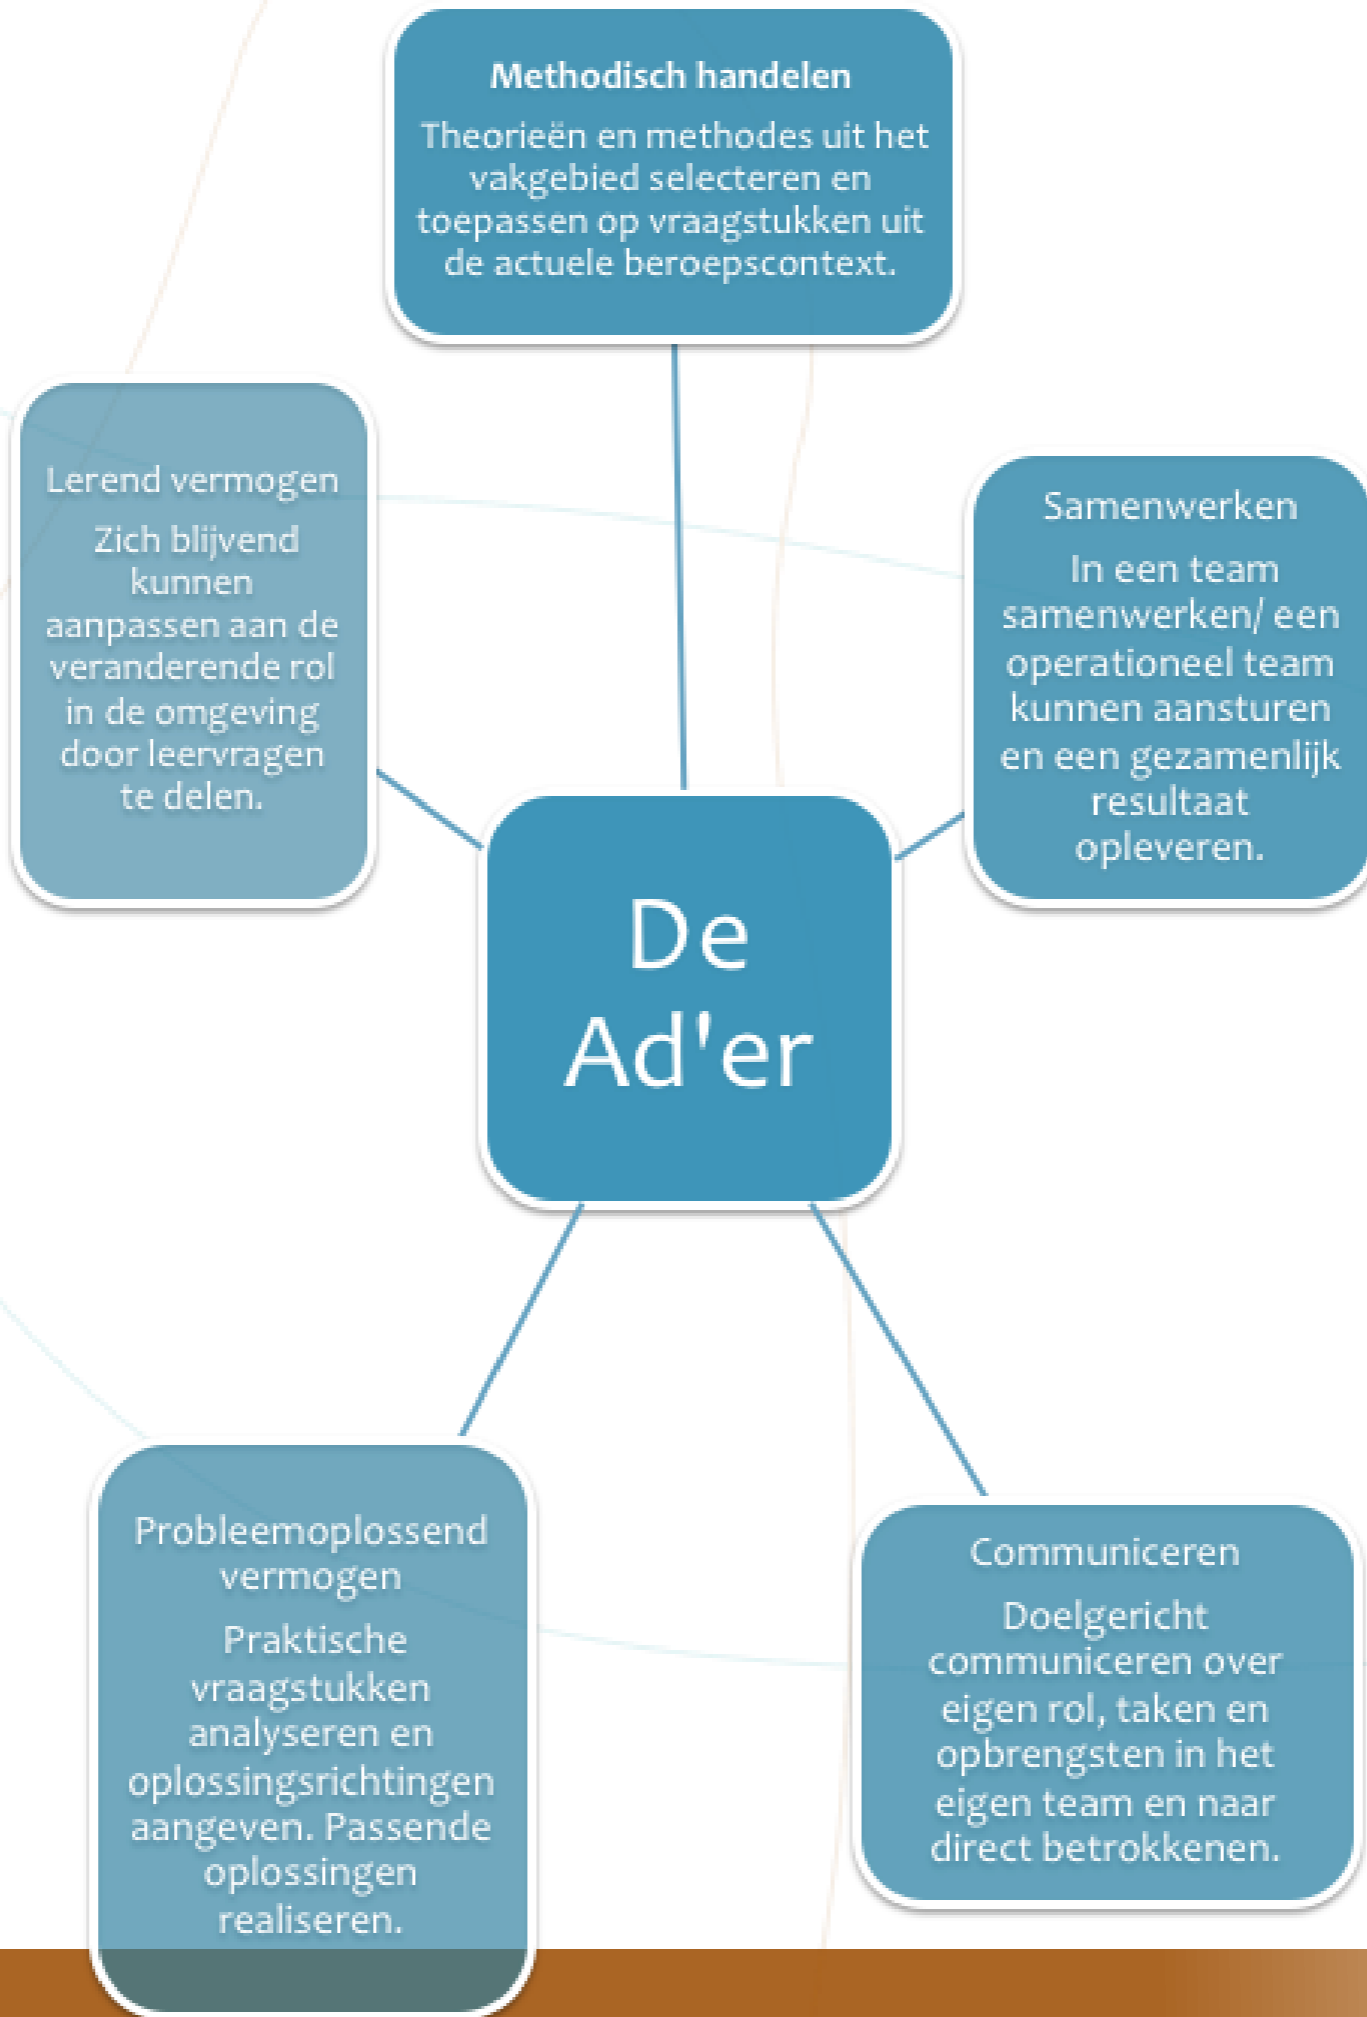 Methodisch handelen
Theorieën en methodes uit het
vakgebied selecteren en
toepassen op vraagstukken uit
de actuele beroepscontext.
Lerend vermogen
Zich blijvend
kunnen
aanpassen aan de
veranderende rol
in de omgeving
door leervragen
te delen.
Samenwerken
In een team
samenwerken/ een
operationeel team
kunnen aansturen
en een gezamenlijk
resultaat
opleveren.
De
Ad'er
Probleemoplossend
vermogen
Praktische
vraagstukken
analyseren en
oplossingsrichtingen
aangeven. Passende
oplossingen
realiseren.
Communiceren
Doelgericht
communiceren over
eigen rol, taken en
opbrengsten in het
eigen team en naar
direct betrokkenen.